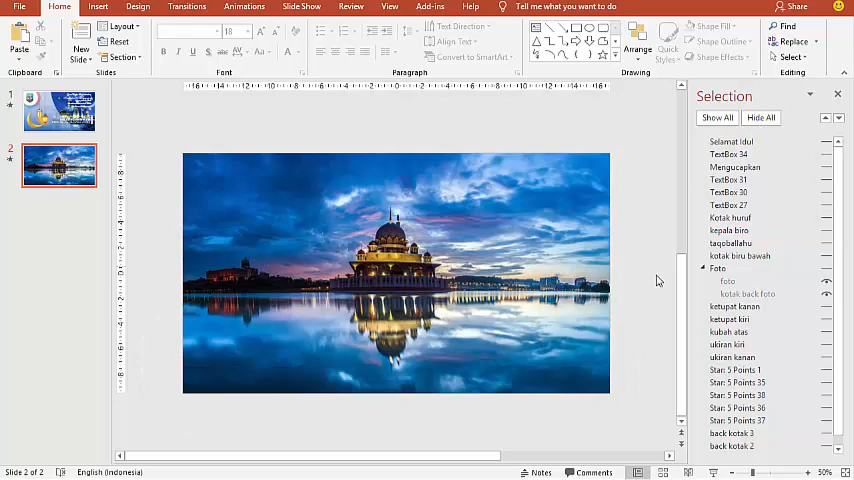 File Home Insert Design Transitions Animations Slide Show Review View Add-ins Help Tell me what you want to do Share
Paste
New
Slide
Layout
Reset
Section
18
B I U S abc AV Aa A
Text Direction
Align Text
Convert to SmartArt
Arrange
Quick
Styles
Shape Fill
Shape Outline
Shape Effects
Find
Replace
Select
Clipboard Slides Font Paragraph Drawing Editing
Selection
Show All Hide All
Selamat Idul
TextBox 34
Mengucapkan
TextBox 31
TextBox 30
TextBox 27
Kotak huruf
kepala biro
taqoballahu
kotak biru bawah
Foto
foto
kotak back foto
ketupat kanan
ketupat kiri
kubah atas
ukiran kiri
ukiran kanan
Star: 5 Points 1
Star: 5 Points 35
Star: 5 Points 38
Star: 5 Points 36
Star: 5 Points 37
back kotak 3
back kotak 2
1
2
Slide 2 of 2 English (Indonesia) Notes Comments 50%